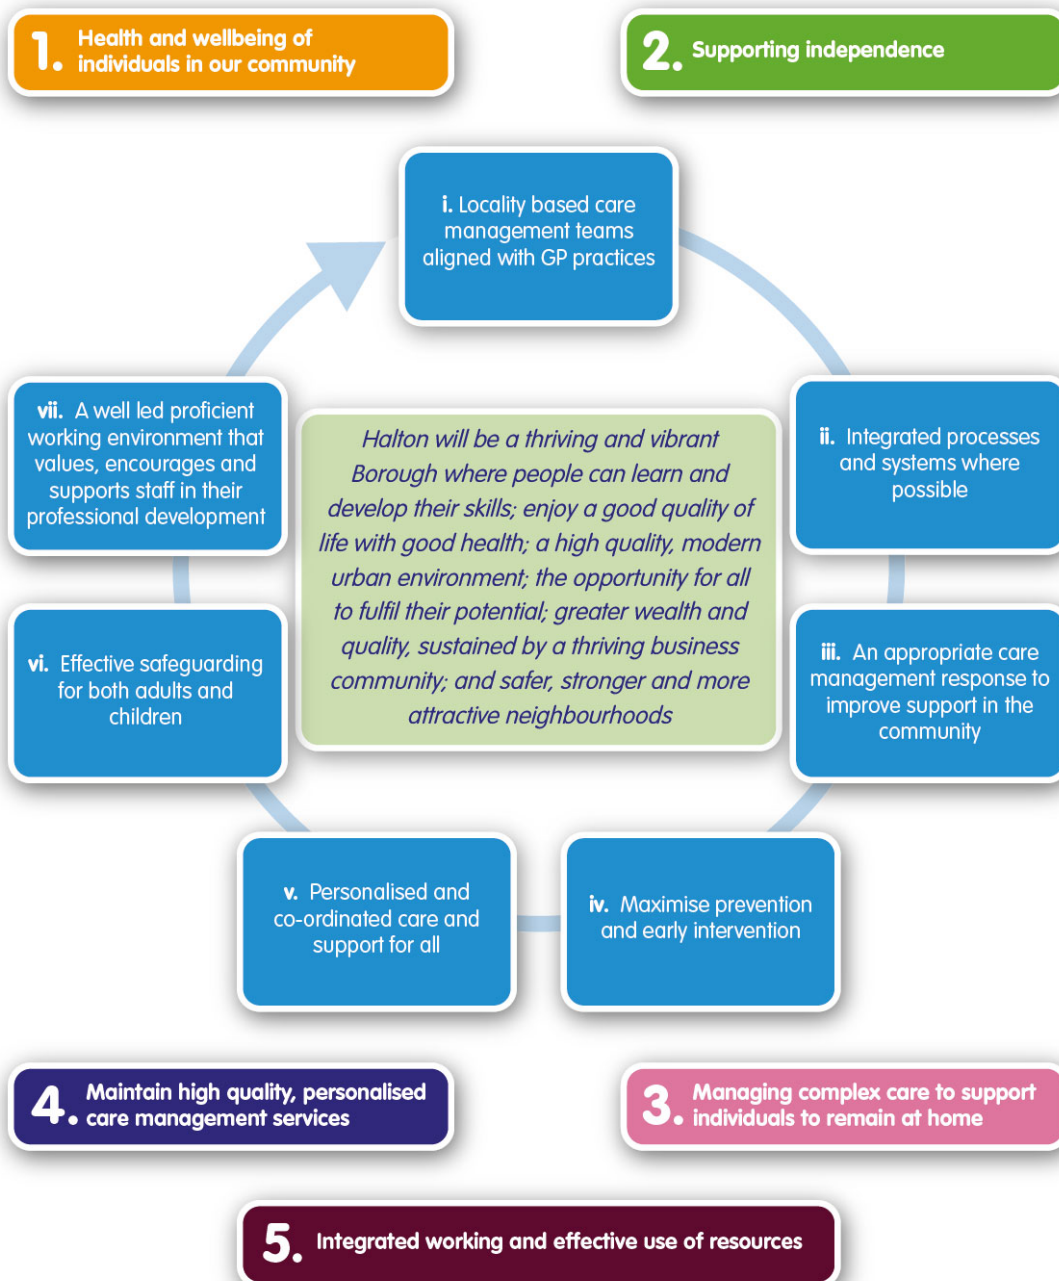 1. Health and wellbeing of
individuals in our community
2. Supporting independence
i. Locality based care
management teams
aligned with GP practices
vii. A well led proficient
working environment that
values, encourages and
supports staff in their
professional development
Halton will be a thriving and vibrant
Borough where people can learn and
develop their skills; enjoy a good quality of
life with good health; a high quality, modern
urban environment; the opportunity for all
to fulfil their potential; greater wealth and
quality, sustained by a thriving business
community; and safer, stronger and more
attractive neighbourhoods
ii. Integrated processes
and systems where
possible
vi. Effective safeguarding
for both adults and
children
iii. An appropriate care
management response to
improve support in the
community
v. Personalised and
co-ordinated care and
support for all
iv. Maximise prevention
and early intervention
4. Maintain high quality, personalised
care management services
3. Managing complex care to support
individuals to remain at home
5. Integrated working and effective use of resources